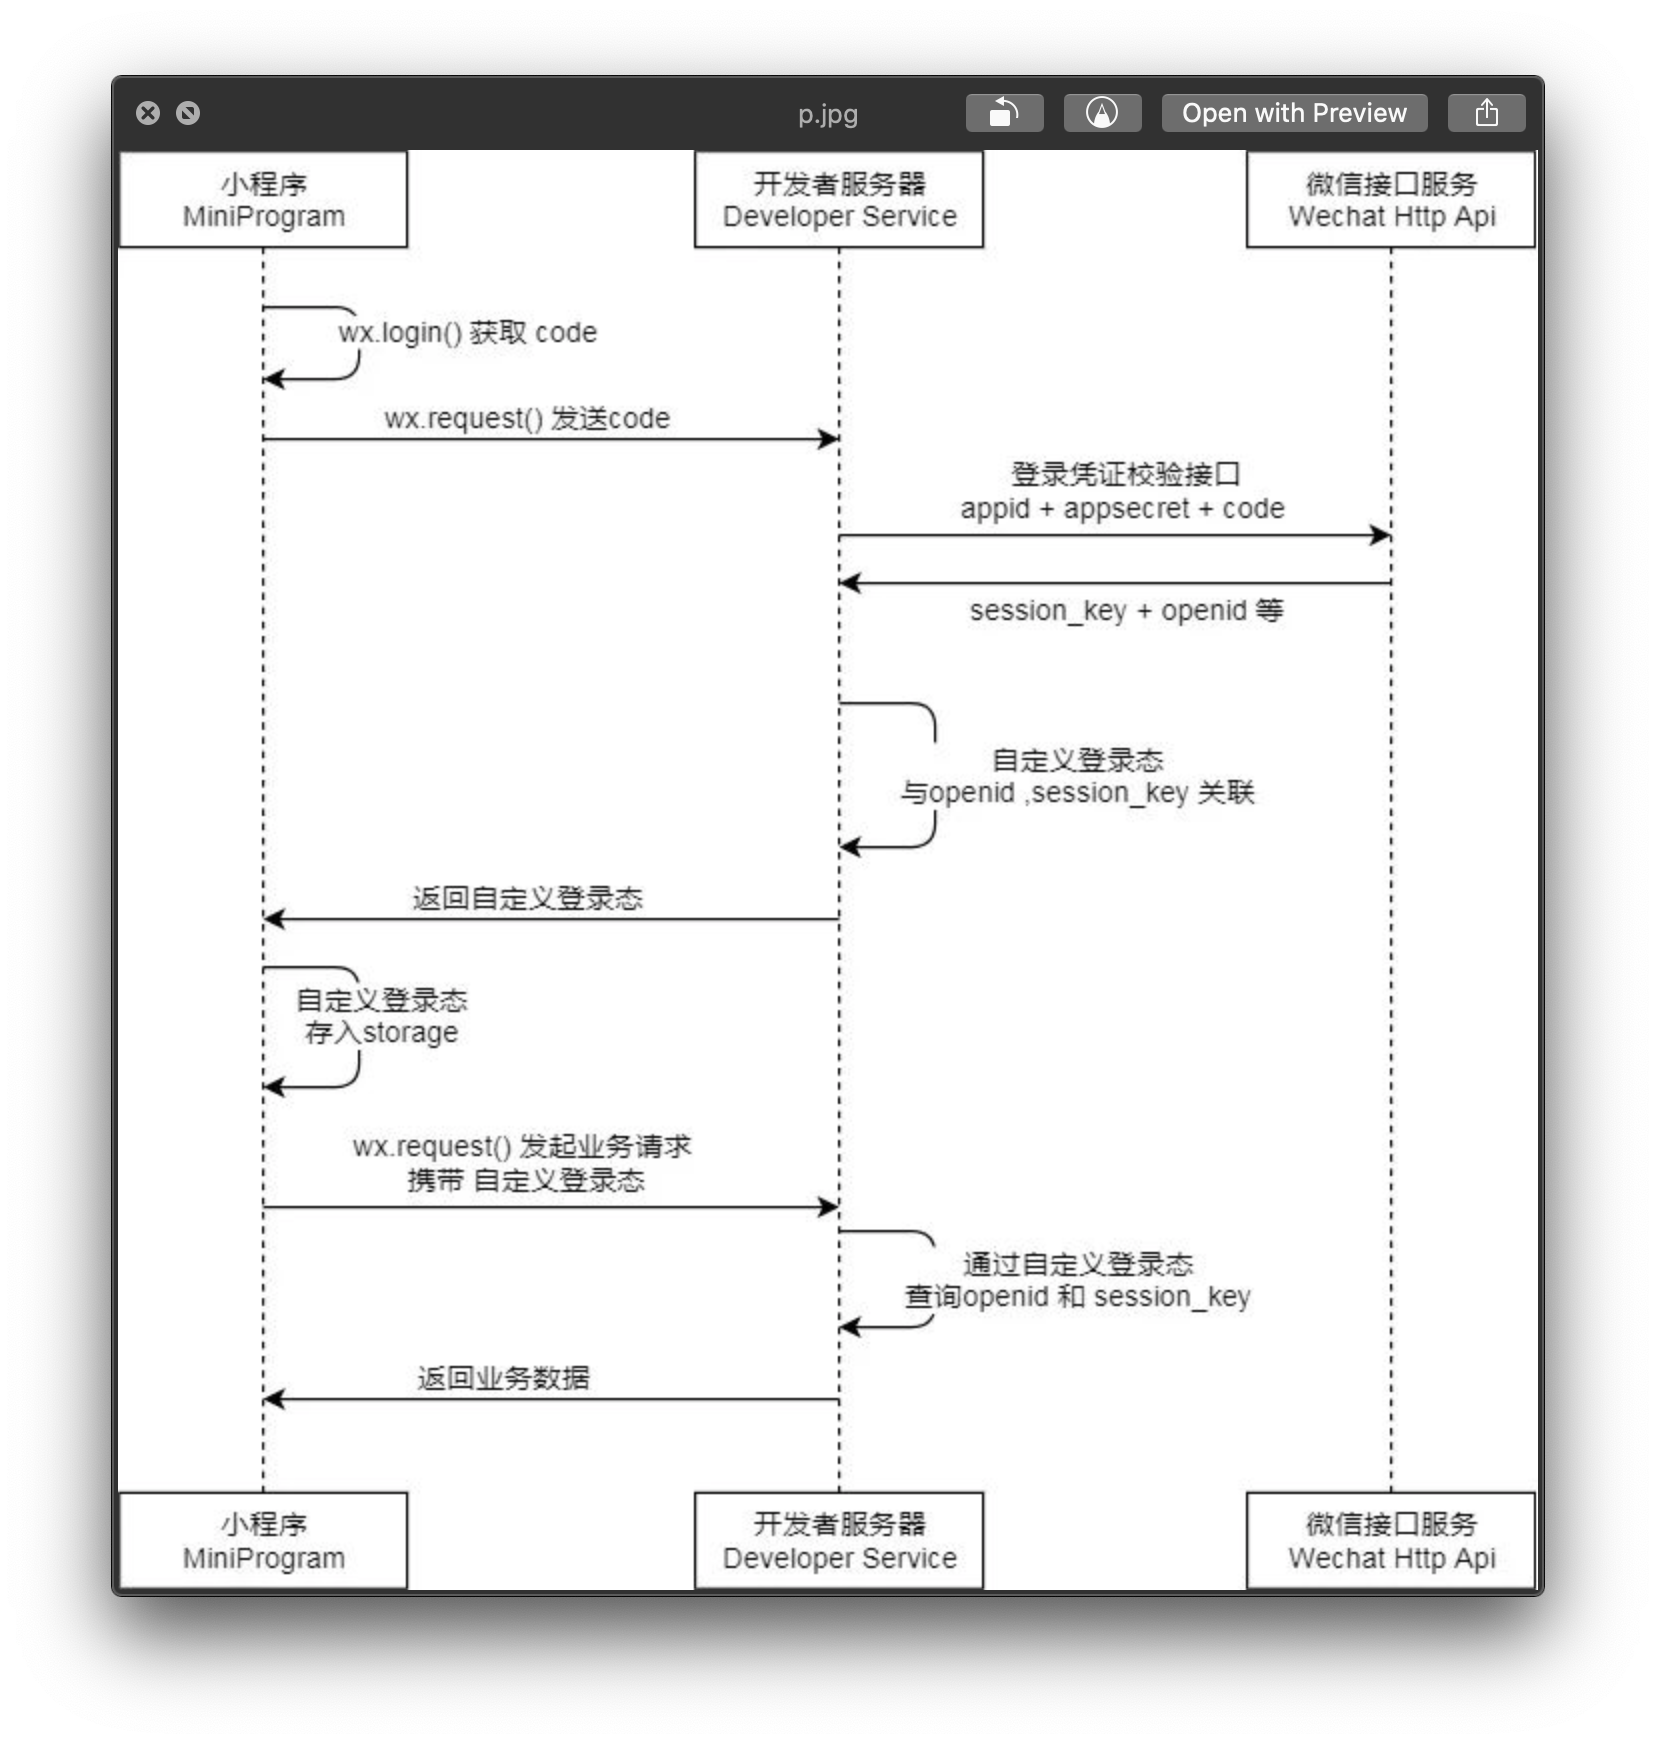 p.jpg
Open with Preview
小程序
MiniProgram
开发者服务器
Developer Service
微信接口服务
Wechat Http Api
wx.login() 获取 code
wx.request() 发送code
登录凭证校验接口
appid + appsecret + code
session_key + openid 等
自定义登录态
与openid ,session_key 关联
返回自定义登录态
自定义登录态
存入storage
wx.request() 发起业务请求
携带 自定义登录态
通过自定义登录态
查询openid 和 session_key
返回业务数据
小程序
MiniProgram
开发者服务器
Developer Service
微信接口服务
Wechat Http Api